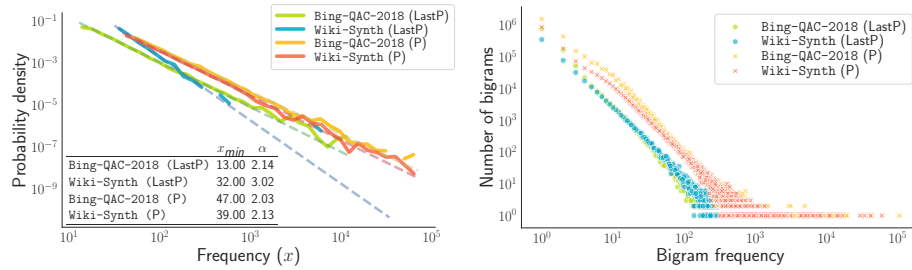 Bing-QAC-2018 (LastP)
Wiki-Synth (LastP)
Bing-QAC-2018 (P)
Wiki-Synth (P)
Probability density
10^-1
10^-3
10^-5
10^-7
10^-9
x_min α
Bing-QAC-2018 (LastP) 13.00 2.14
Wiki-Synth (LastP) 32.00 3.02
Bing-QAC-2018 (P) 47.00 2.03
Wiki-Synth (P) 39.00 2.13
10^1 10^2 10^3 10^4 10^5
Frequency (x)
Bing-QAC-2018 (LastP)
Wiki-Synth (LastP)
Bing-QAC-2018 (P)
Wiki-Synth (P)
Number of bigrams
10^6
10^5
10^4
10^3
10^2
10^1
10^0
10^0 10^1 10^2 10^3 10^4 10^5
Bigram frequency